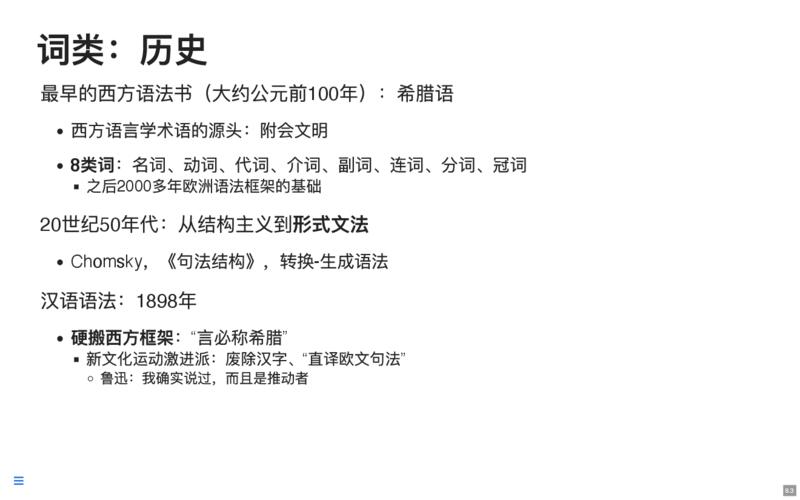 词类：历史
最早的西方语法书（大约公元前100年）：希腊语
西方语言学术语的源头：附会文明
8类词：名词、动词、代词、介词、副词、连词、分词、冠词
之后2000多年欧洲语法框架的基础
20世纪50年代：从结构主义到形式文法
Chomsky，《句法结构》，转换-生成语法
汉语语法：1898年
硬搬西方框架：“言必称希腊”
新文化运动激进派：废除汉字、“直译欧文句法”
鲁迅：我确实说过，而且是推动者
8.3